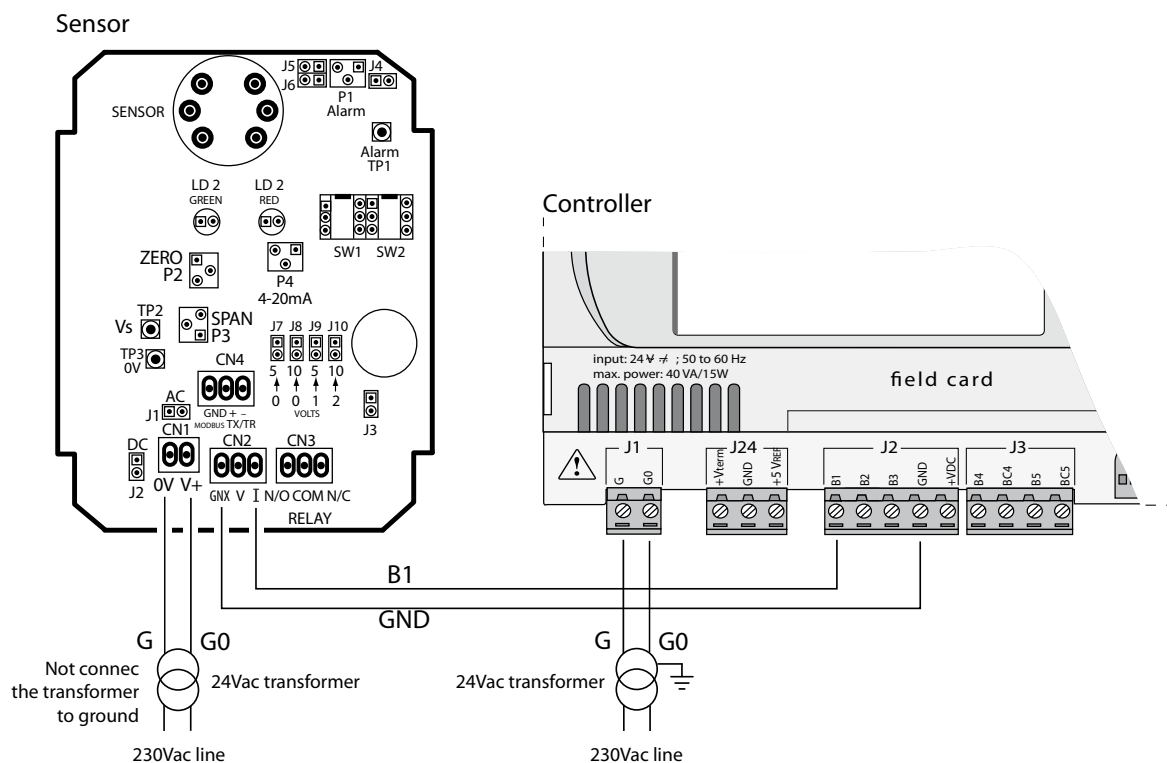 Sensor
SENSOR
J5
J6
J4
P1
Alarm
Alarm
TP1
LD 2
GREEN
LD 2
RED
SW1
SW2
ZERO
P2
P4
4-20mA
SPAN
P3
TP2
Vs
TP3
0V
J7 J8 J9 J10
5 10 5 10
0 0 1 2
VOLTS
J3
CN4
GND + –
MODBUS TX/TR
AC
J1
CN1
DC
J2
0V V+
CN2
GNX V I
CN3
N/O COM N/C
RELAY
Controller
input: 24 V ≂ ; 50 to 60 Hz
max. power: 40 VA/15W
field card
J1
G
G0
J24
+Vterm
GND
+5 VREF
J2
B1
B2
B3
GND
+VDC
J3
B4
BC4
B5
BC5
B1
GND
G G0
Not connec
the transformer
to ground
24Vac transformer
230Vac line
G G0
24Vac transformer
230Vac line